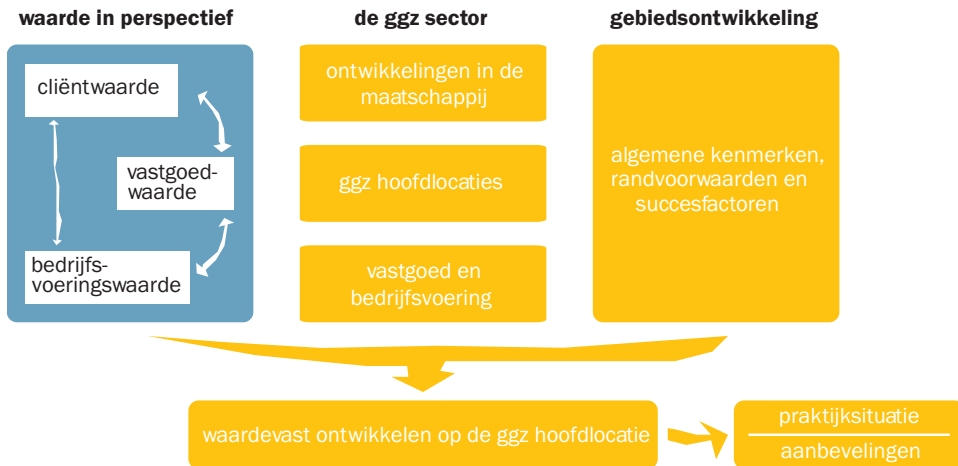 waarde in perspectief
cliëntwaarde
vastgoed-
waarde
bedrijfs-
voeringswaarde
de ggz sector
ontwikkelingen in de
maatschappij
ggz hoofdlocaties
vastgoed en
bedrijfsvoering
gebiedsontwikkeling
algemene kenmerken,
randvoorwaarden en
succesfactoren
waardevast ontwikkelen op de ggz hoofdlocatie
praktijksituatie
aanbevelingen